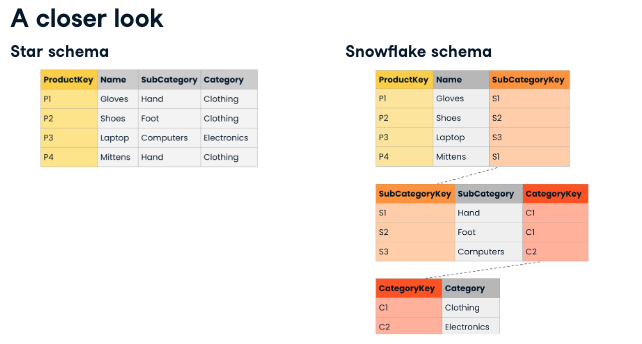 A closer look
Star schema
ProductKey Name SubCategory Category
P1 Gloves Hand Clothing
P2 Shoes Foot Clothing
P3 Laptop Computers Electronics
P4 Mittens Hand Clothing
Snowflake schema
ProductKey Name SubCategoryKey
P1 Gloves S1
P2 Shoes S2
P3 Laptop S3
P4 Mittens S1
SubCategoryKey SubCategory CategoryKey
S1 Hand C1
S2 Foot C1
S3 Computers C2
CategoryKey Category
C1 Clothing
C2 Electronics